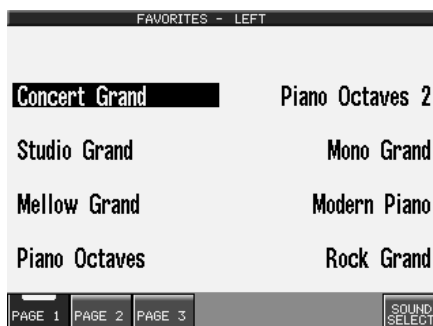 FAVORITES - LEFT
Concert Grand
Piano Octaves 2
Studio Grand
Mono Grand
Mellow Grand
Modern Piano
Piano Octaves
Rock Grand
PAGE 1 PAGE 2 PAGE 3
SOUND
SELECT